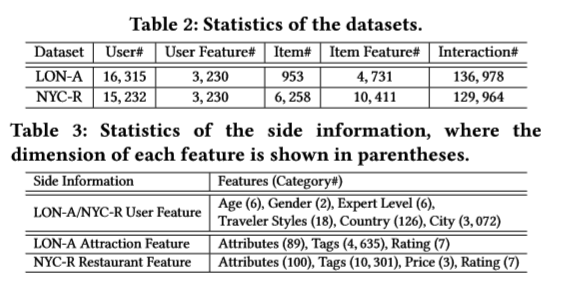 Table 2: Statistics of the datasets.
Dataset User# User Feature# Item# Item Feature# Interaction#
LON-A 16, 315 3, 230 953 4, 731 136, 978
NYC-R 15, 232 3, 230 6, 258 10, 411 129, 964
Table 3: Statistics of the side information, where the
dimension of each feature is shown in parentheses.
Side Information Features (Category#)
LON-A/NYC-R User Feature Age (6), Gender (2), Expert Level (6),
Traveler Styles (18), Country (126), City (3, 072)
LON-A Attraction Feature Attributes (89), Tags (4, 635), Rating (7)
NYC-R Restaurant Feature Attributes (100), Tags (10, 301), Price (3), Rating (7)